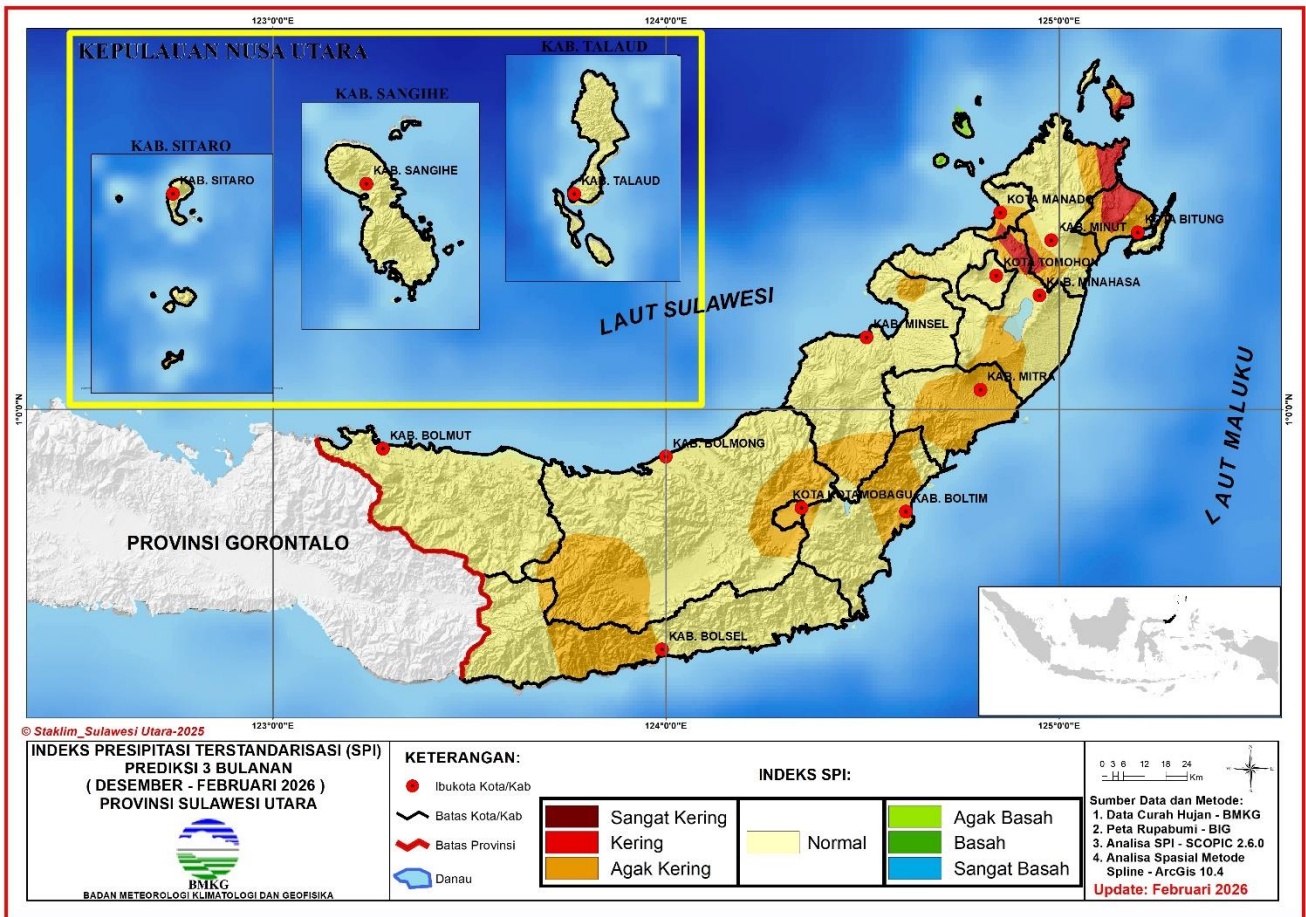 123°0'0"E
124°0'0"E
125°0'0"E
KEPULAUAN NUSA UTARA
KAB. TALAUD
KAB. SANGIHE
KAB. SITARO
KAB. SITARO
KAB. SANGIHE
KAB. TALAUD
KOTA MANADO
KAB. MINUT
KOTA BITUNG
KOTA TOMOHON
KAB. MINAHASA
LAUT SULAWESI
KAB. MINSEL
KAB. MITRA
LAUT MALUKU
1°0'0"N
1°0'0"N
KAB. BOLMUT
KAB. BOLMONG
KOTA KOTAMOBAGU
KAB. BOLTIM
PROVINSI GORONTALO
KAB. BOLSEL
123°0'0"E
124°0'0"E
125°0'0"E
© Staklim_Sulawesi Utara-2025
INDEKS PRESIPITASI TERSTANDARISASI (SPI)
PREDIKSI 3 BULANAN
( DESEMBER - FEBRUARI 2026 )
PROVINSI SULAWESI UTARA
BMKG
BADAN METEOROLOGI KLIMATOLOGI DAN GEOFISIKA
KETERANGAN:
Ibukota Kota/Kab
Batas Kota/Kab
Batas Provinsi
Danau
INDEKS SPI:
Sangat Kering
Kering
Agak Kering
Normal
Agak Basah
Basah
Sangat Basah
0 3 6 12 18 24
Km
Sumber Data dan Metode:
1. Data Curah Hujan - BMKG
2. Peta Rupabumi - BIG
3. Analisa SPI - SCOPIC 2.6.0
4. Analisa Spasial Metode
Spline - ArcGis 10.4
Update: Februari 2026